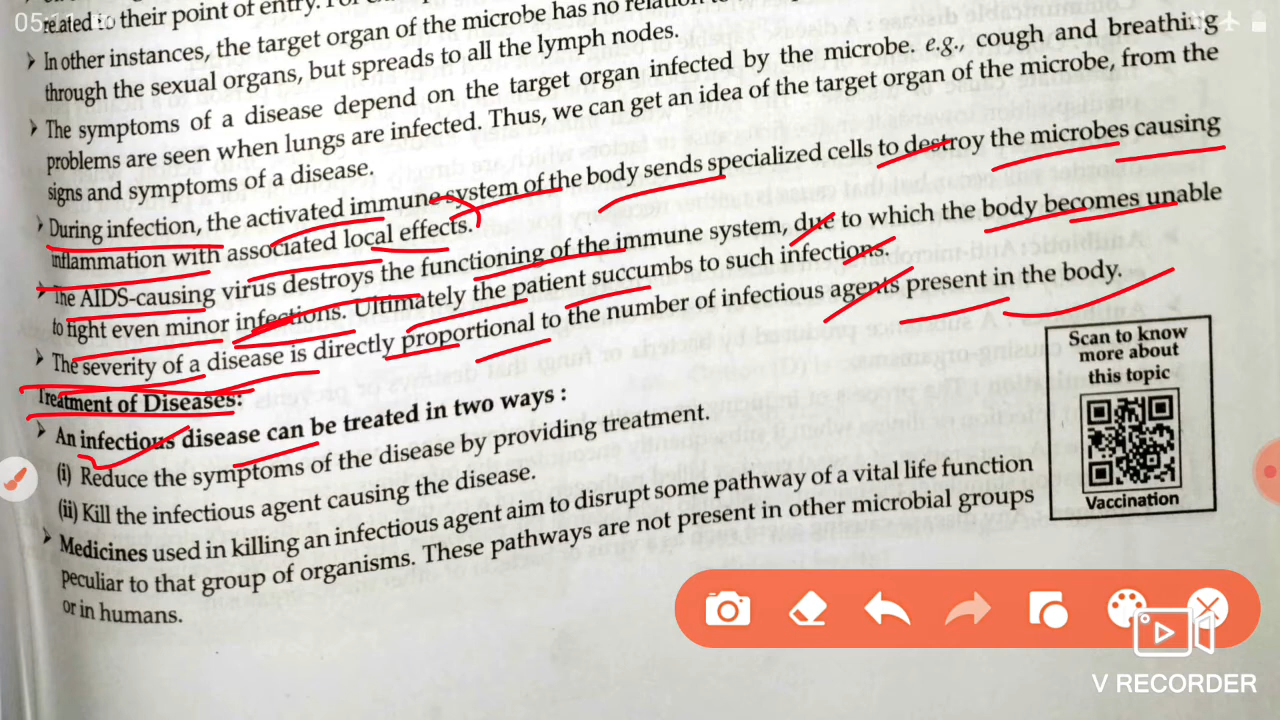 related to their point of entry.
In other instances, the target organ of the microbe has no
through the sexual organs, but spreads to all the lymph nodes.
The symptoms of a disease depend on the target organ infected by the microbe. e.g., cough and breathing
problems are seen when lungs are infected. Thus, we can get an idea of the target organ of the microbe, from the
signs and symptoms of a disease.
During infection, the activated immune system of the body sends specialized cells to destroy the microbes causing
inflammation with associated local effects.
The AIDS-causing virus destroys the functioning of the immune system, due to which the body becomes unable
to fight even minor infections. Ultimately the patient succumbs to such infections.
The severity of a disease is directly proportional to the number of infectious agents present in the body.
Treatment of Diseases:
An infectious disease can be treated in two ways :
(i) Reduce the symptoms of the disease by providing treatment.
(ii) Kill the infectious agent causing the disease.
Medicines used in killing an infectious agent aim to disrupt some pathway of a vital life function
peculiar to that group of organisms. These pathways are not present in other microbial groups
or in humans.
Scan to know
more about
this topic
Vaccination
V RECORDER